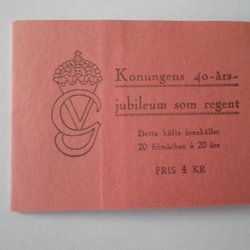 Konungens 40-års-
jubileum som regent
Detta häfte innehåller
20 frimärken à 20 öre
PRIS 4 KR